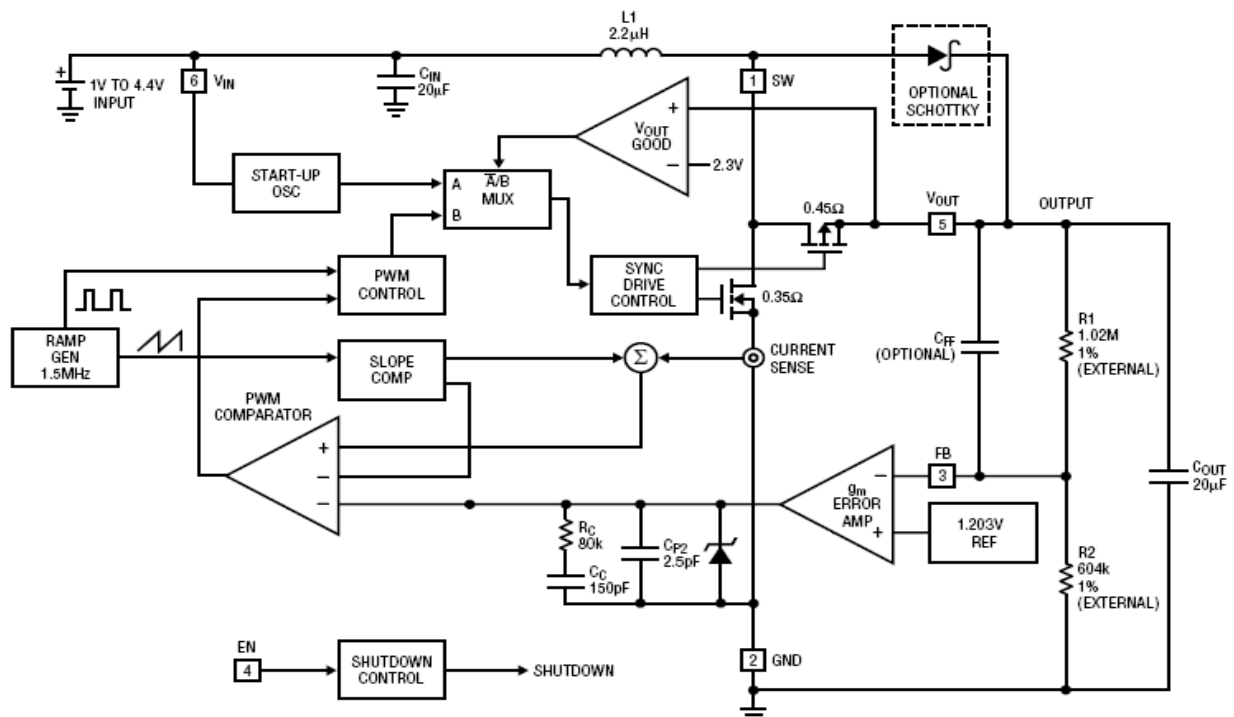 L1
2.2µH
+
1V TO 4.4V
INPUT
6
VIN
CIN
20µF
1
SW
OPTIONAL
SCHOTTKY
+
VOUT
GOOD
−
2.3V
START-UP
OSC
A
B
A̅/B
MUX
0.45Ω
VOUT
5
OUTPUT
PWM
CONTROL
SYNC
DRIVE
CONTROL
0.35Ω
RAMP
GEN
1.5MHz
SLOPE
COMP
Σ
CURRENT
SENSE
CFF
(OPTIONAL)
R1
1.02M
1%
(EXTERNAL)
PWM
COMPARATOR
+
−
−
gm
ERROR
AMP
−
+
FB
3
1.203V
REF
COUT
20µF
RC
80k
CC
150pF
CP2
2.5pF
R2
604k
1%
(EXTERNAL)
EN
4
SHUTDOWN
CONTROL
SHUTDOWN
2
GND